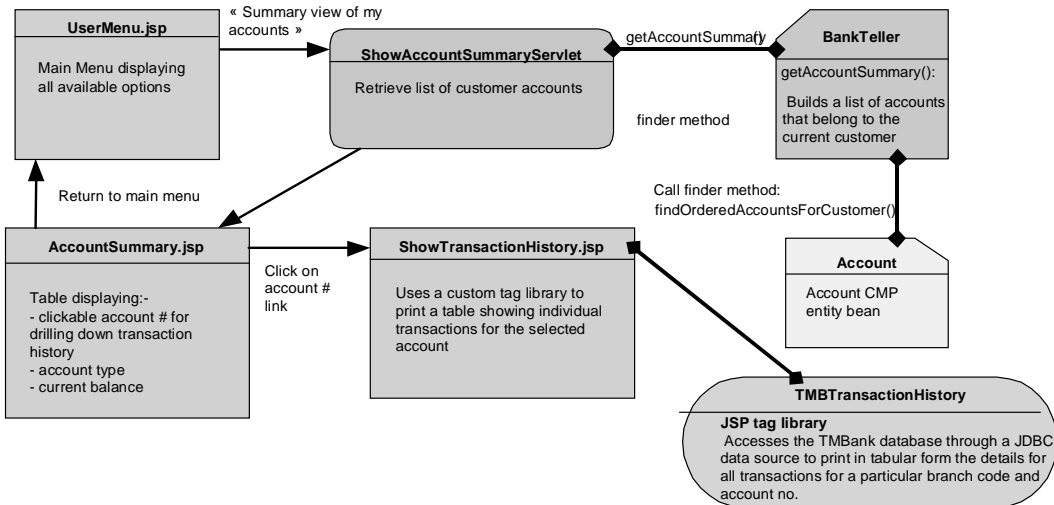 UserMenu.jsp
Main Menu displaying
all available options
« Summary view of my
accounts »
ShowAccountSummaryServlet
Retrieve list of customer accounts
getAccountSummary()
finder method
BankTeller
getAccountSummary():
Builds a list of accounts
that belong to the
current customer
Return to main menu
Call finder method:
findOrderedAccountsForCustomer()
AccountSummary.jsp
Table displaying:-
- clickable account # for
drilling down transaction
history
- account type
- current balance
Click on
account #
link
ShowTransactionHistory.jsp
Uses a custom tag library to
print a table showing individual
transactions for the selected
account
Account
Account CMP
entity bean
TMBTransactionHistory
JSP tag library
Accesses the TMBank database through a JDBC
data source to print in tabular form the details for
all transactions for a particular branch code and
account no.